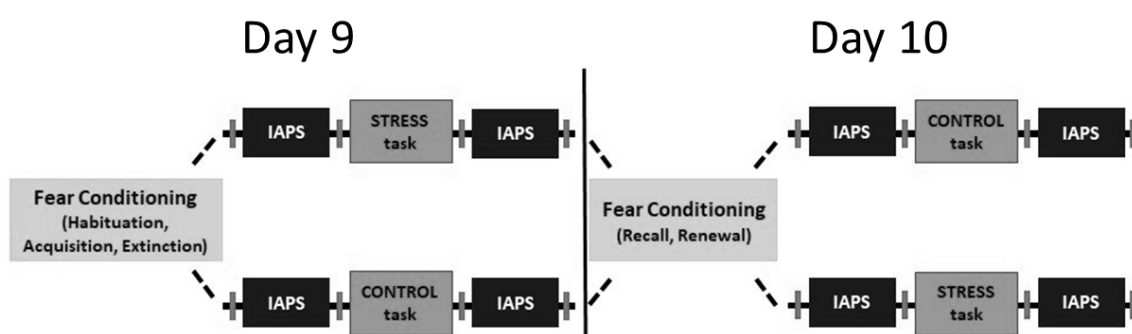 Day 9
Day 10
IAPS
STRESS
task
IAPS
IAPS
CONTROL
task
IAPS
Fear Conditioning
(Habituation,
Acquisition, Extinction)
Fear Conditioning
(Recall, Renewal)
IAPS
CONTROL
task
IAPS
IAPS
STRESS
task
IAPS